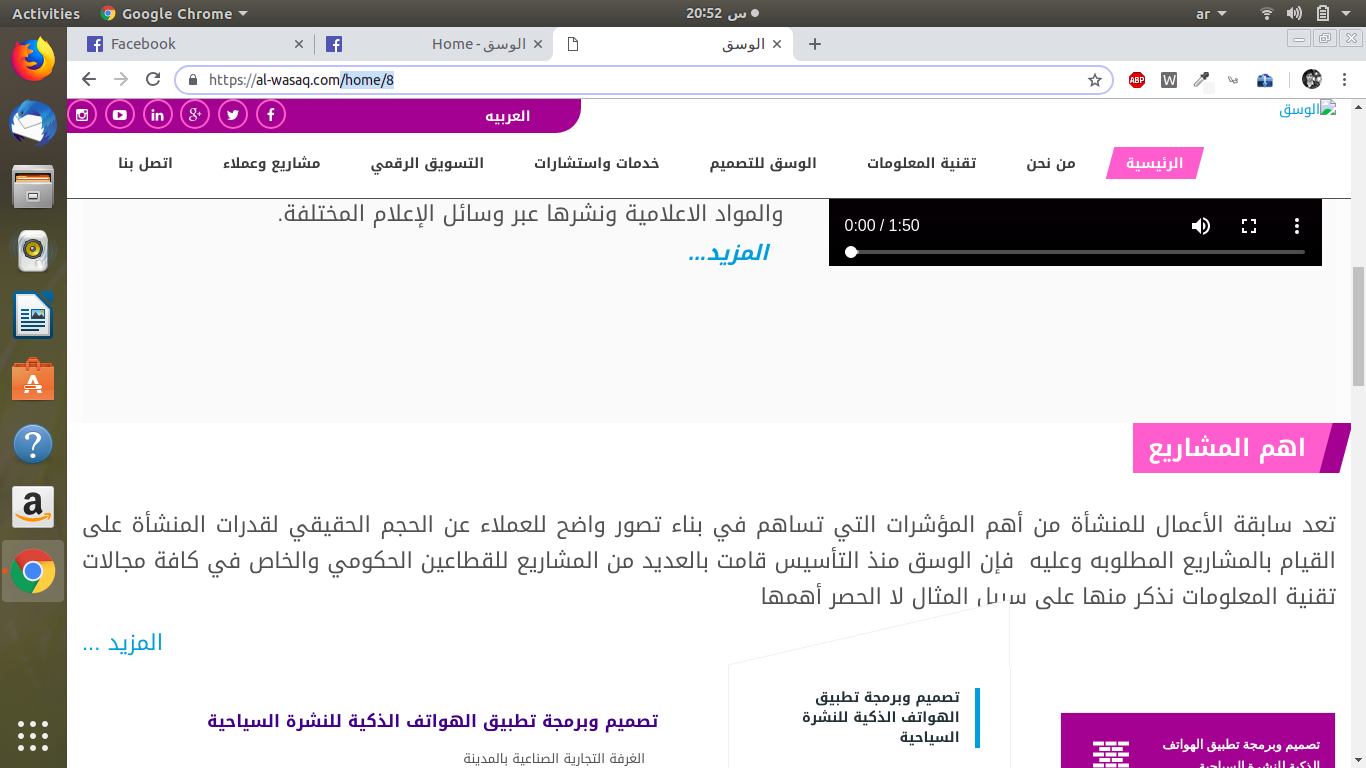 Activities
Google Chrome
س 20:52
ar
Facebook
Home - الوسق
الوسق
https://al-wasaq.com/home/8
ABP
W
العربيه
الوسق
الرئيسية
من نحن
تقنية المعلومات
الوسق للتصميم
خدمات واستشارات
التسويق الرقمي
مشاريع وعملاء
اتصل بنا
والمواد الاعلامية ونشرها عبر وسائل الإعلام المختلفة.
المزيد...
0:00 / 1:50
اهم المشاريع
تعد سابقة الأعمال للمنشأة من أهم المؤشرات التي تساهم في بناء تصور واضح للعملاء عن الحجم الحقيقي لقدرات المنشأة على
القيام بالمشاريع المطلوبه وعليه فإن الوسق منذ التأسيس قامت بالعديد من المشاريع للقطاعين الحكومي والخاص في كافة مجالات
تقنية المعلومات نذكر منها على سبيل المثال لا الحصر أهمها
المزيد ...
تصميم وبرمجة تطبيق
الهواتف الذكية للنشرة
السياحية
تصميم وبرمجة تطبيق الهواتف الذكية للنشرة السياحية
الغرفة التجارية الصناعية بالمدينة
تصميم وبرمجة تطبيق الهواتف
الذكية للنشرة السياحية